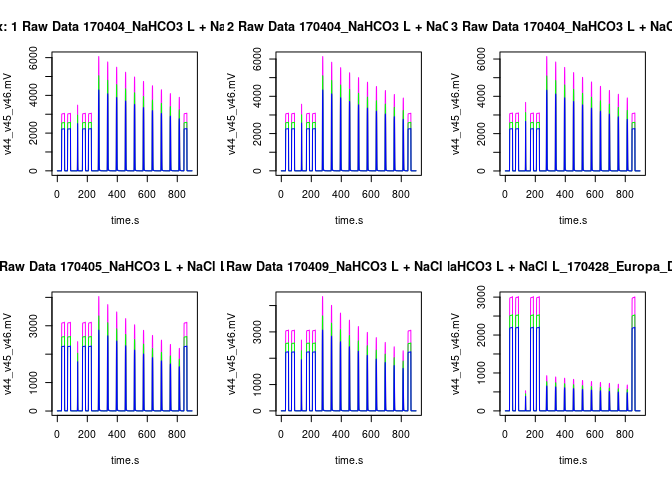 x: 1 Raw Data 170404_NaHCO3 L + Na
2 Raw Data 170404_NaHCO3 L + NaC
3 Raw Data 170404_NaHCO3 L + NaC
v44_v45_v46.mV
0 2000 4000 6000
0 200 400 600 800
time.s
v44_v45_v46.mV
0 2000 4000 6000
0 200 400 600 800
time.s
v44_v45_v46.mV
0 2000 4000 6000
0 200 400 600 800
time.s
Raw Data 170405_NaHCO3 L + NaCl L
Raw Data 170409_NaHCO3 L + NaCl l
aHCO3 L + NaCl L_170428_Europa_D
v44_v45_v46.mV
0 1000 3000
0 200 400 600 800
time.s
v44_v45_v46.mV
0 1000 3000
0 200 400 600 800
time.s
v44_v45_v46.mV
0 1000 2000 3000
0 200 400 600 800
time.s